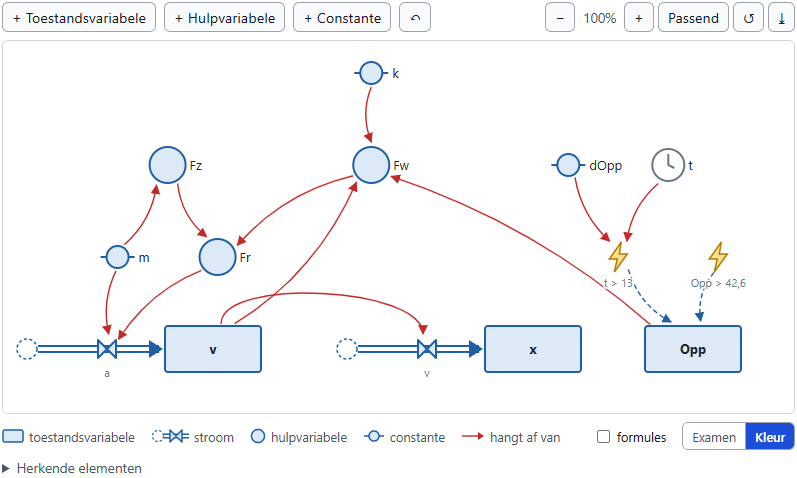 + Toestandsvariabele + Hulpvariabele + Constante ↶ − 100% + Passend ↺ ⤓
k
Fz Fw dOpp t
m Fr
t > 13 Opp > 42,6
v x Opp
a v
toestandsvariabele stroom hulpvariabele constante hangt af van formules Examen Kleur
▶ Herkende elementen